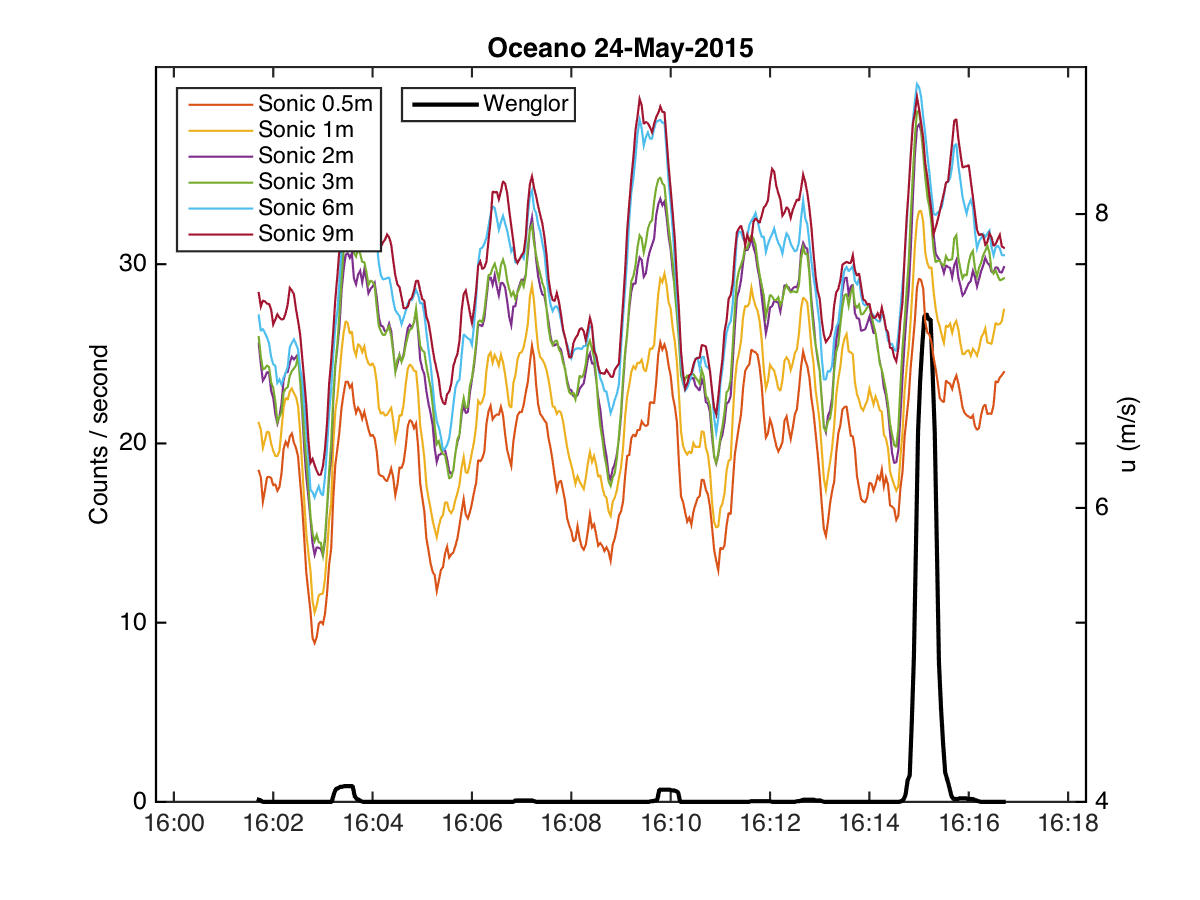 Oceano 24-May-2015
Sonic 0.5m
Sonic 1m
Sonic 2m
Sonic 3m
Sonic 6m
Sonic 9m
Wenglor
Counts / second
30
20
10
0
u (m/s)
8
6
4
16:00 16:02 16:04 16:06 16:08 16:10 16:12 16:14 16:16 16:18